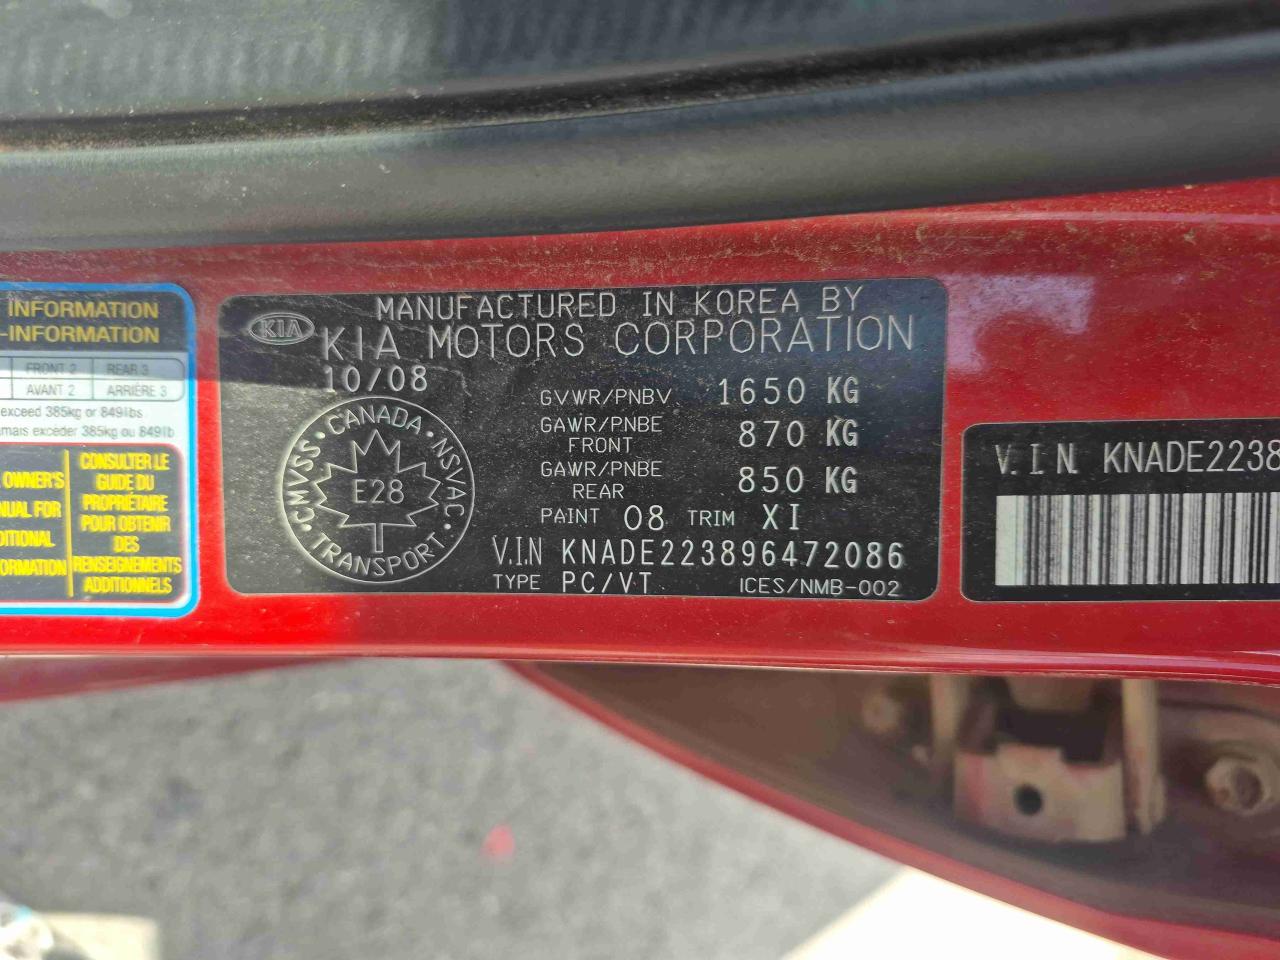 INFORMATION
-INFORMATION
FRONT 2 REAR 3
AVANT 2 ARRIÈRE 3
exceed 385kg or 849lbs
amais excéder 385kg ou 849lb
OWNER'S
NUAL FOR
DITIONAL
ORMATION
CONSULTER LE
GUIDE DU
PROPRIÉTAIRE
POUR OBTENIR
DES
RENSEIGNEMENTS
ADDITIONNELS
MANUFACTURED IN KOREA BY
KIA KIA MOTORS CORPORATION
10/08
GVWR/PNBV 1650 KG
GAWR/PNBE FRONT 870 KG
GAWR/PNBE REAR 850 KG
PAINT 08 TRIM XI
V.I.N KNADE223896472086
TYPE PC/VT ICES/NMB-002
CANADA · NSVAC · TRANSPORT · CMVSS ·
E28
V.I.N. KNADE2238